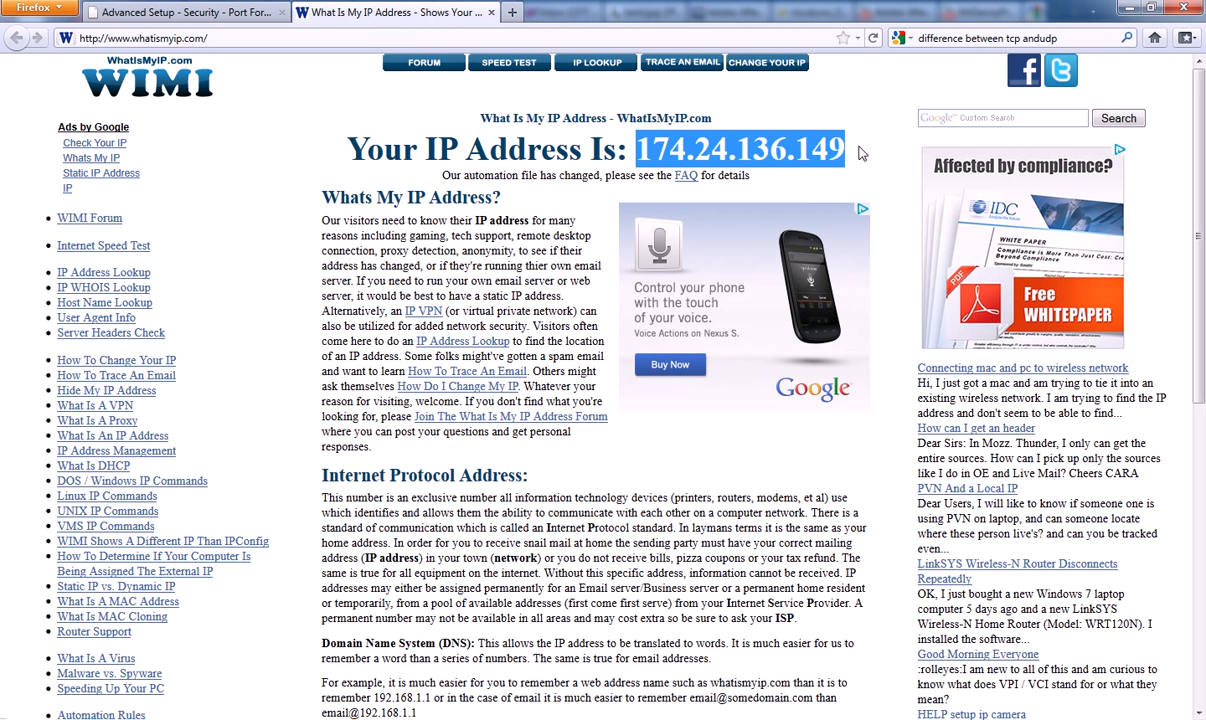 Firefox
Advanced Setup - Security - Port For...
What Is My IP Address - Shows Your ...
http://www.whatismyip.com/
difference between tcp andudp
WhatIsMyIP.com
WIMI
FORUM
SPEED TEST
IP LOOKUP
TRACE AN EMAIL
CHANGE YOUR IP
Ads by Google
Check Your IP
Whats My IP
Static IP Address
IP
WIMI Forum
Internet Speed Test
IP Address Lookup
IP WHOIS Lookup
Host Name Lookup
User Agent Info
Server Headers Check
How To Change Your IP
How To Trace An Email
Hide My IP Address
What Is A VPN
What Is A Proxy
What Is An IP Address
IP Address Management
What Is DHCP
DOS / Windows IP Commands
Linux IP Commands
UNIX IP Commands
VMS IP Commands
WIMI Shows A Different IP Than IPConfig
How To Determine If Your Computer Is
Being Assigned The External IP
Static IP vs. Dynamic IP
What Is A MAC Address
What Is MAC Cloning
Router Support
What Is A Virus
Malware vs. Spyware
Speeding Up Your PC
Automation Rules
What Is My IP Address - WhatIsMyIP.com
Your IP Address Is: 174.24.136.149
Our automation file has changed, please see the FAQ for details
Whats My IP Address?
Our visitors need to know their IP address for many
reasons including gaming, tech support, remote desktop
connection, proxy detection, anonymity, to see if their
address has changed, or if they're running thier own email
server. If you need to run your own email server or web
server, it would be best to have a static IP address.
Alternatively, an IP VPN (or virtual private network) can
also be utilized for added network security. Visitors often
come here to do an IP Address Lookup to find the location
of an IP address. Some folks might've gotten a spam email
and want to learn How To Trace An Email. Others might
ask themselves How Do I Change My IP. Whatever your
reason for visiting, welcome. If you don't find what you're
looking for, please Join The What Is My IP Address Forum
where you can post your questions and get personal
responses.
Control your phone
with the touch
of your voice.
Voice Actions on Nexus S.
Buy Now
Google
Internet Protocol Address:
This number is an exclusive number all information technology devices (printers, routers, modems, et al) use
which identifies and allows them the ability to communicate with each other on a computer network. There is a
standard of communication which is called an Internet Protocol standard. In laymans terms it is the same as your
home address. In order for you to receive snail mail at home the sending party must have your correct mailing
address (IP address) in your town (network) or you do not receive bills, pizza coupons or your tax refund. The
same is true for all equipment on the internet. Without this specific address, information cannot be received. IP
addresses may either be assigned permanently for an Email server/Business server or a permanent home resident
or temporarily, from a pool of available addresses (first come first serve) from your Internet Service Provider. A
permanent number may not be available in all areas and may cost extra so be sure to ask your ISP.
Domain Name System (DNS): This allows the IP address to be translated to words. It is much easier for us to
remember a word than a series of numbers. The same is true for email addresses.
For example, it is much easier for you to remember a web address name such as whatismyip.com than it is to
remember 192.168.1.1 or in the case of email it is much easier to remember email@somedomain.com than
email@192.168.1.1
Google™ Custom Search
Search
Affected by compliance?
IDC
Analyze the Future
WHITE PAPER
Compliance Is More Than Just Cost: Creating Value
Beyond Compliance
PDF
Free
WHITEPAPER
Connecting mac and pc to wireless network
Hi, I just got a mac and am trying to tie it into an
existing wireless network. I am trying to find the IP
address and don't seem to be able to find...
How can I get an header
Dear Sirs: In Mozz. Thunder, I only can get the
entire sources. How can I pick up only the sources
like I do in OE and Live Mail? Cheers CARA
PVN And a Local IP
Dear Users, I will like to know if someone one is
using PVN on laptop, and can someone locate
where these person live's? and can you be tracked
even...
LinkSYS Wireless-N Router Disconnects
Repeatedly
OK, I just bought a new Windows 7 laptop
computer 5 days ago and a new LinkSYS
Wireless-N Home Router (Model: WRT120N). I
installed the software...
Good Morning Everyone
:rolleyes:I am new to all of this and am curious to
know what does VPI / VCI stand for or what they
mean?
HELP setup ip camera